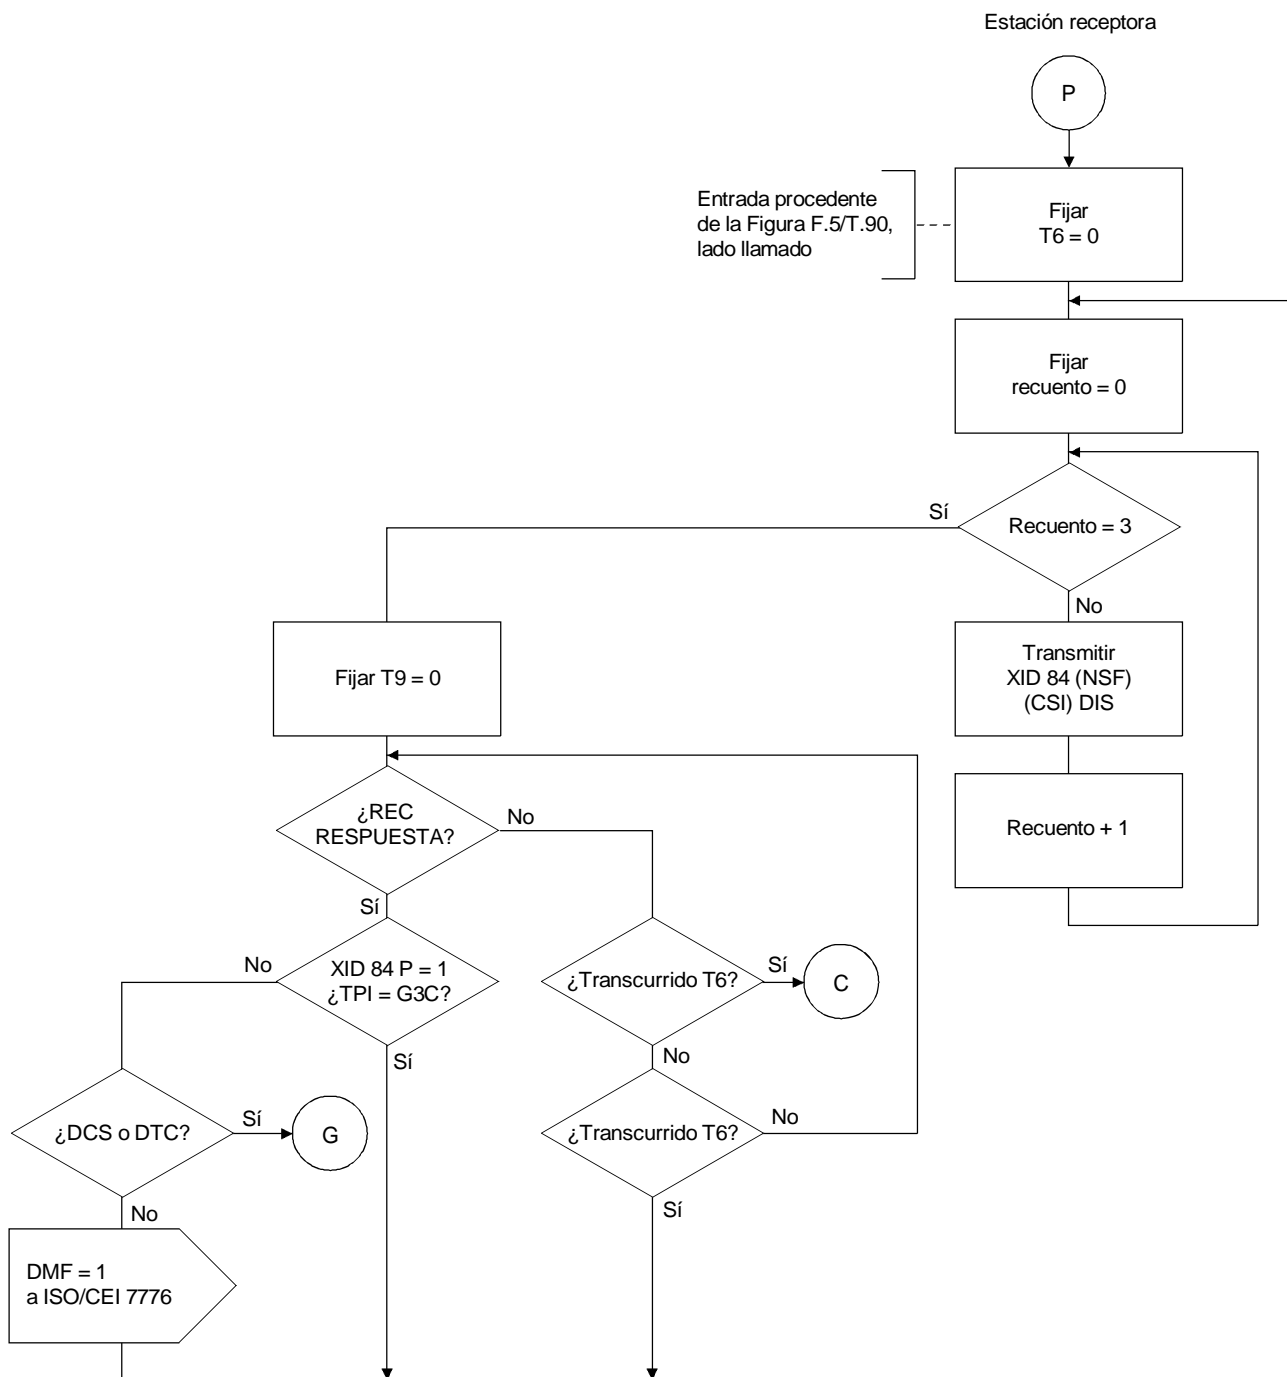 Estación receptora
P
Entrada procedente
de la Figura F.5/T.90,
lado llamado
Fijar
T6 = 0
Fijar
recuento = 0
Sí
Recuento = 3
No
Fijar T9 = 0
Transmitir
XID 84 (NSF)
(CSI) DIS
¿REC
RESPUESTA?
No
Recuento + 1
Sí
No
XID 84 P = 1
¿TPI = G3C?
¿Transcurrido T6?
Sí
C
Sí
No
¿DCS o DTC?
Sí
G
¿Transcurrido T6?
No
No
Sí
DMF = 1
a ISO/CEI 7776